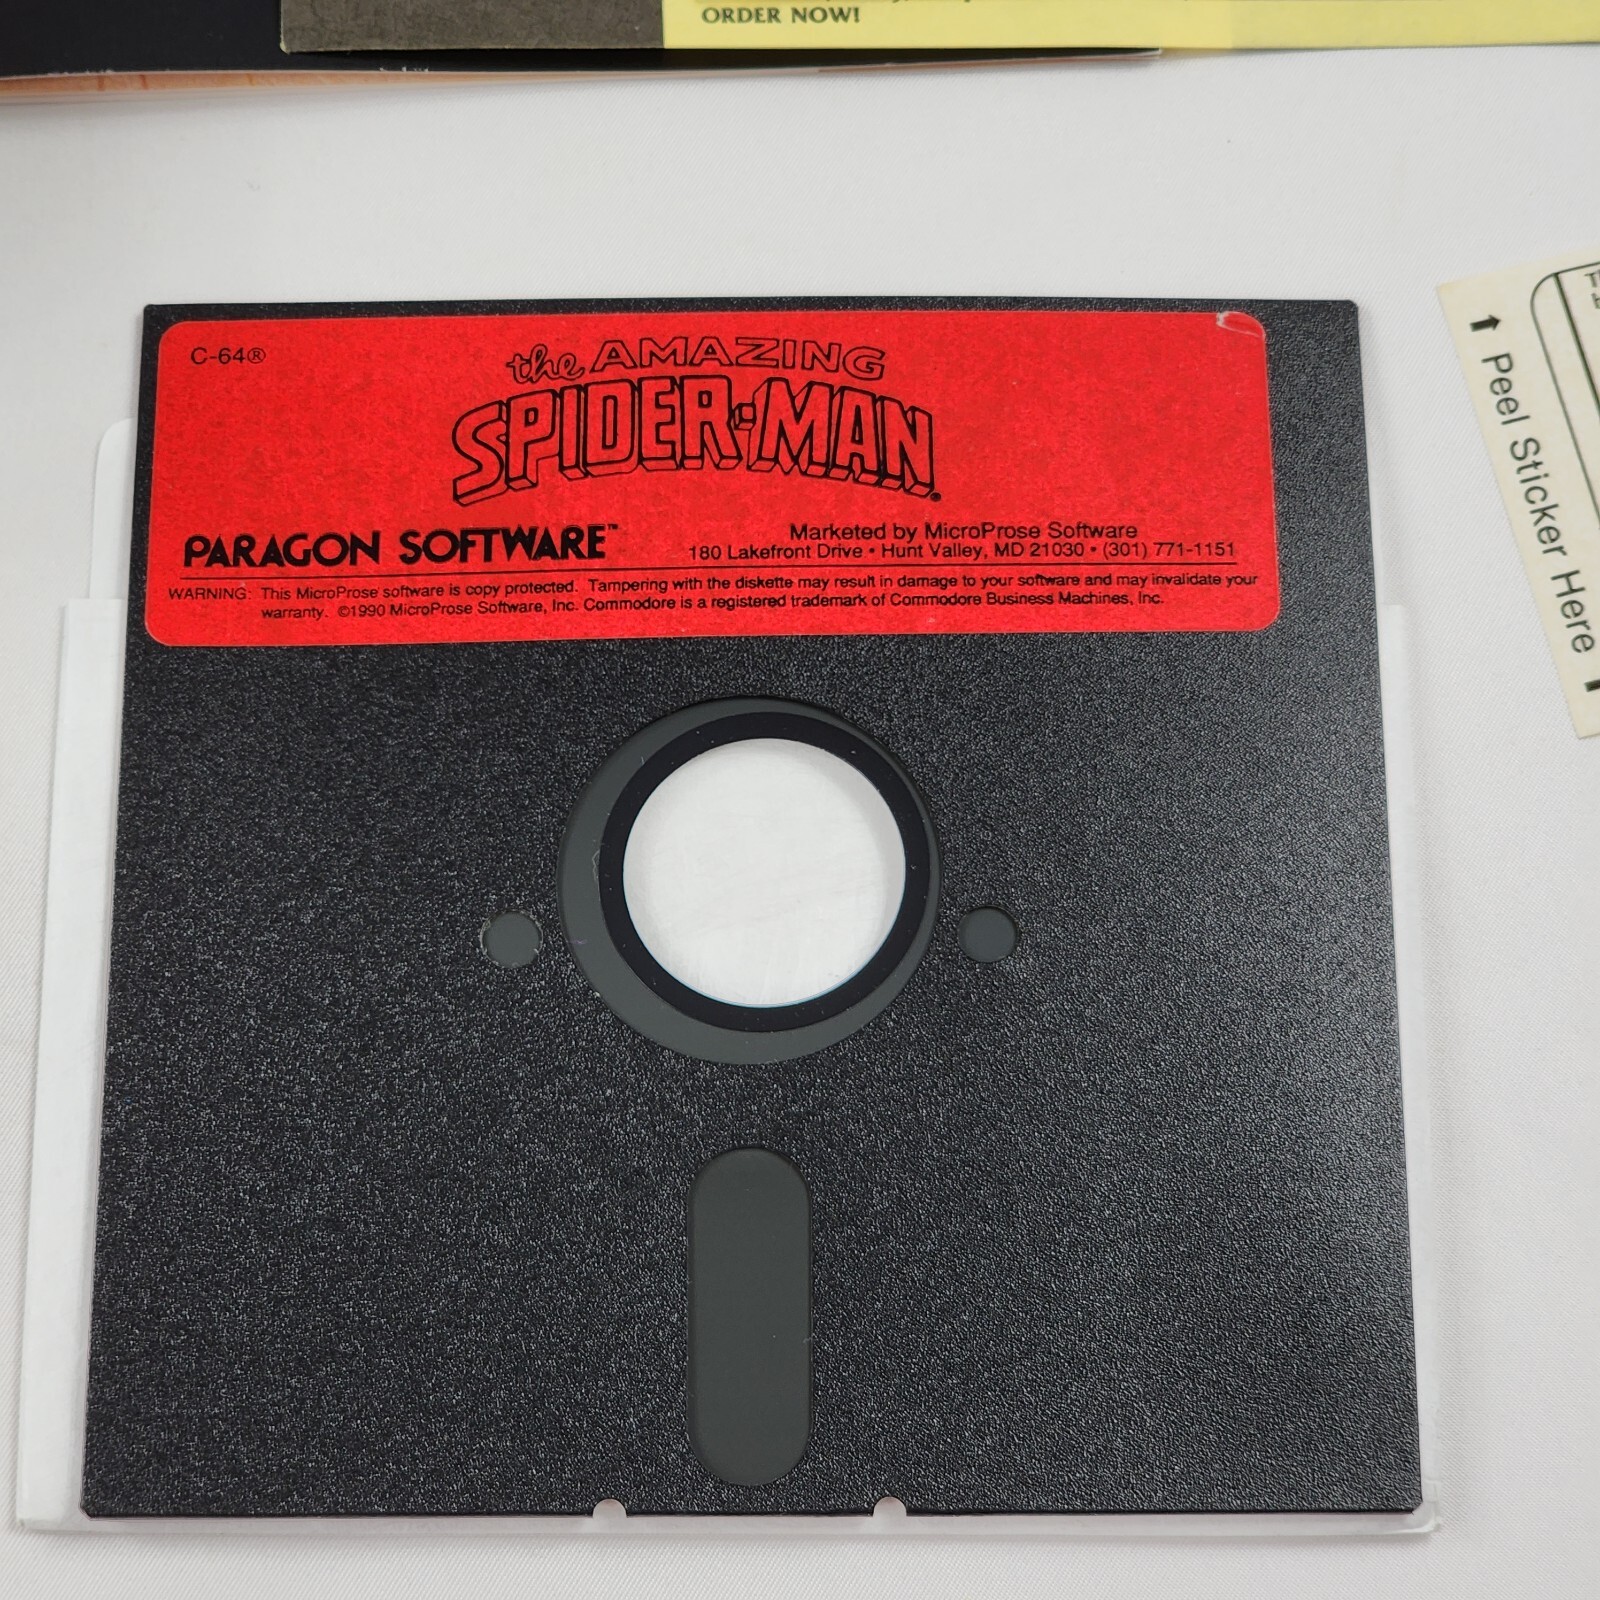 ORDER NOW!
C-64®
the AMAZING
SPIDER-MAN
PARAGON SOFTWARE™
Marketed by MicroProse Software
180 Lakefront Drive • Hunt Valley, MD 21030 • (301) 771-1151
WARNING: This MicroProse software is copy protected. Tampering with the diskette may result in damage to your software and may invalidate your
warranty. ©1990 MicroProse Software, Inc. Commodore is a registered trademark of Commodore Business Machines, Inc.
Peel Sticker Here